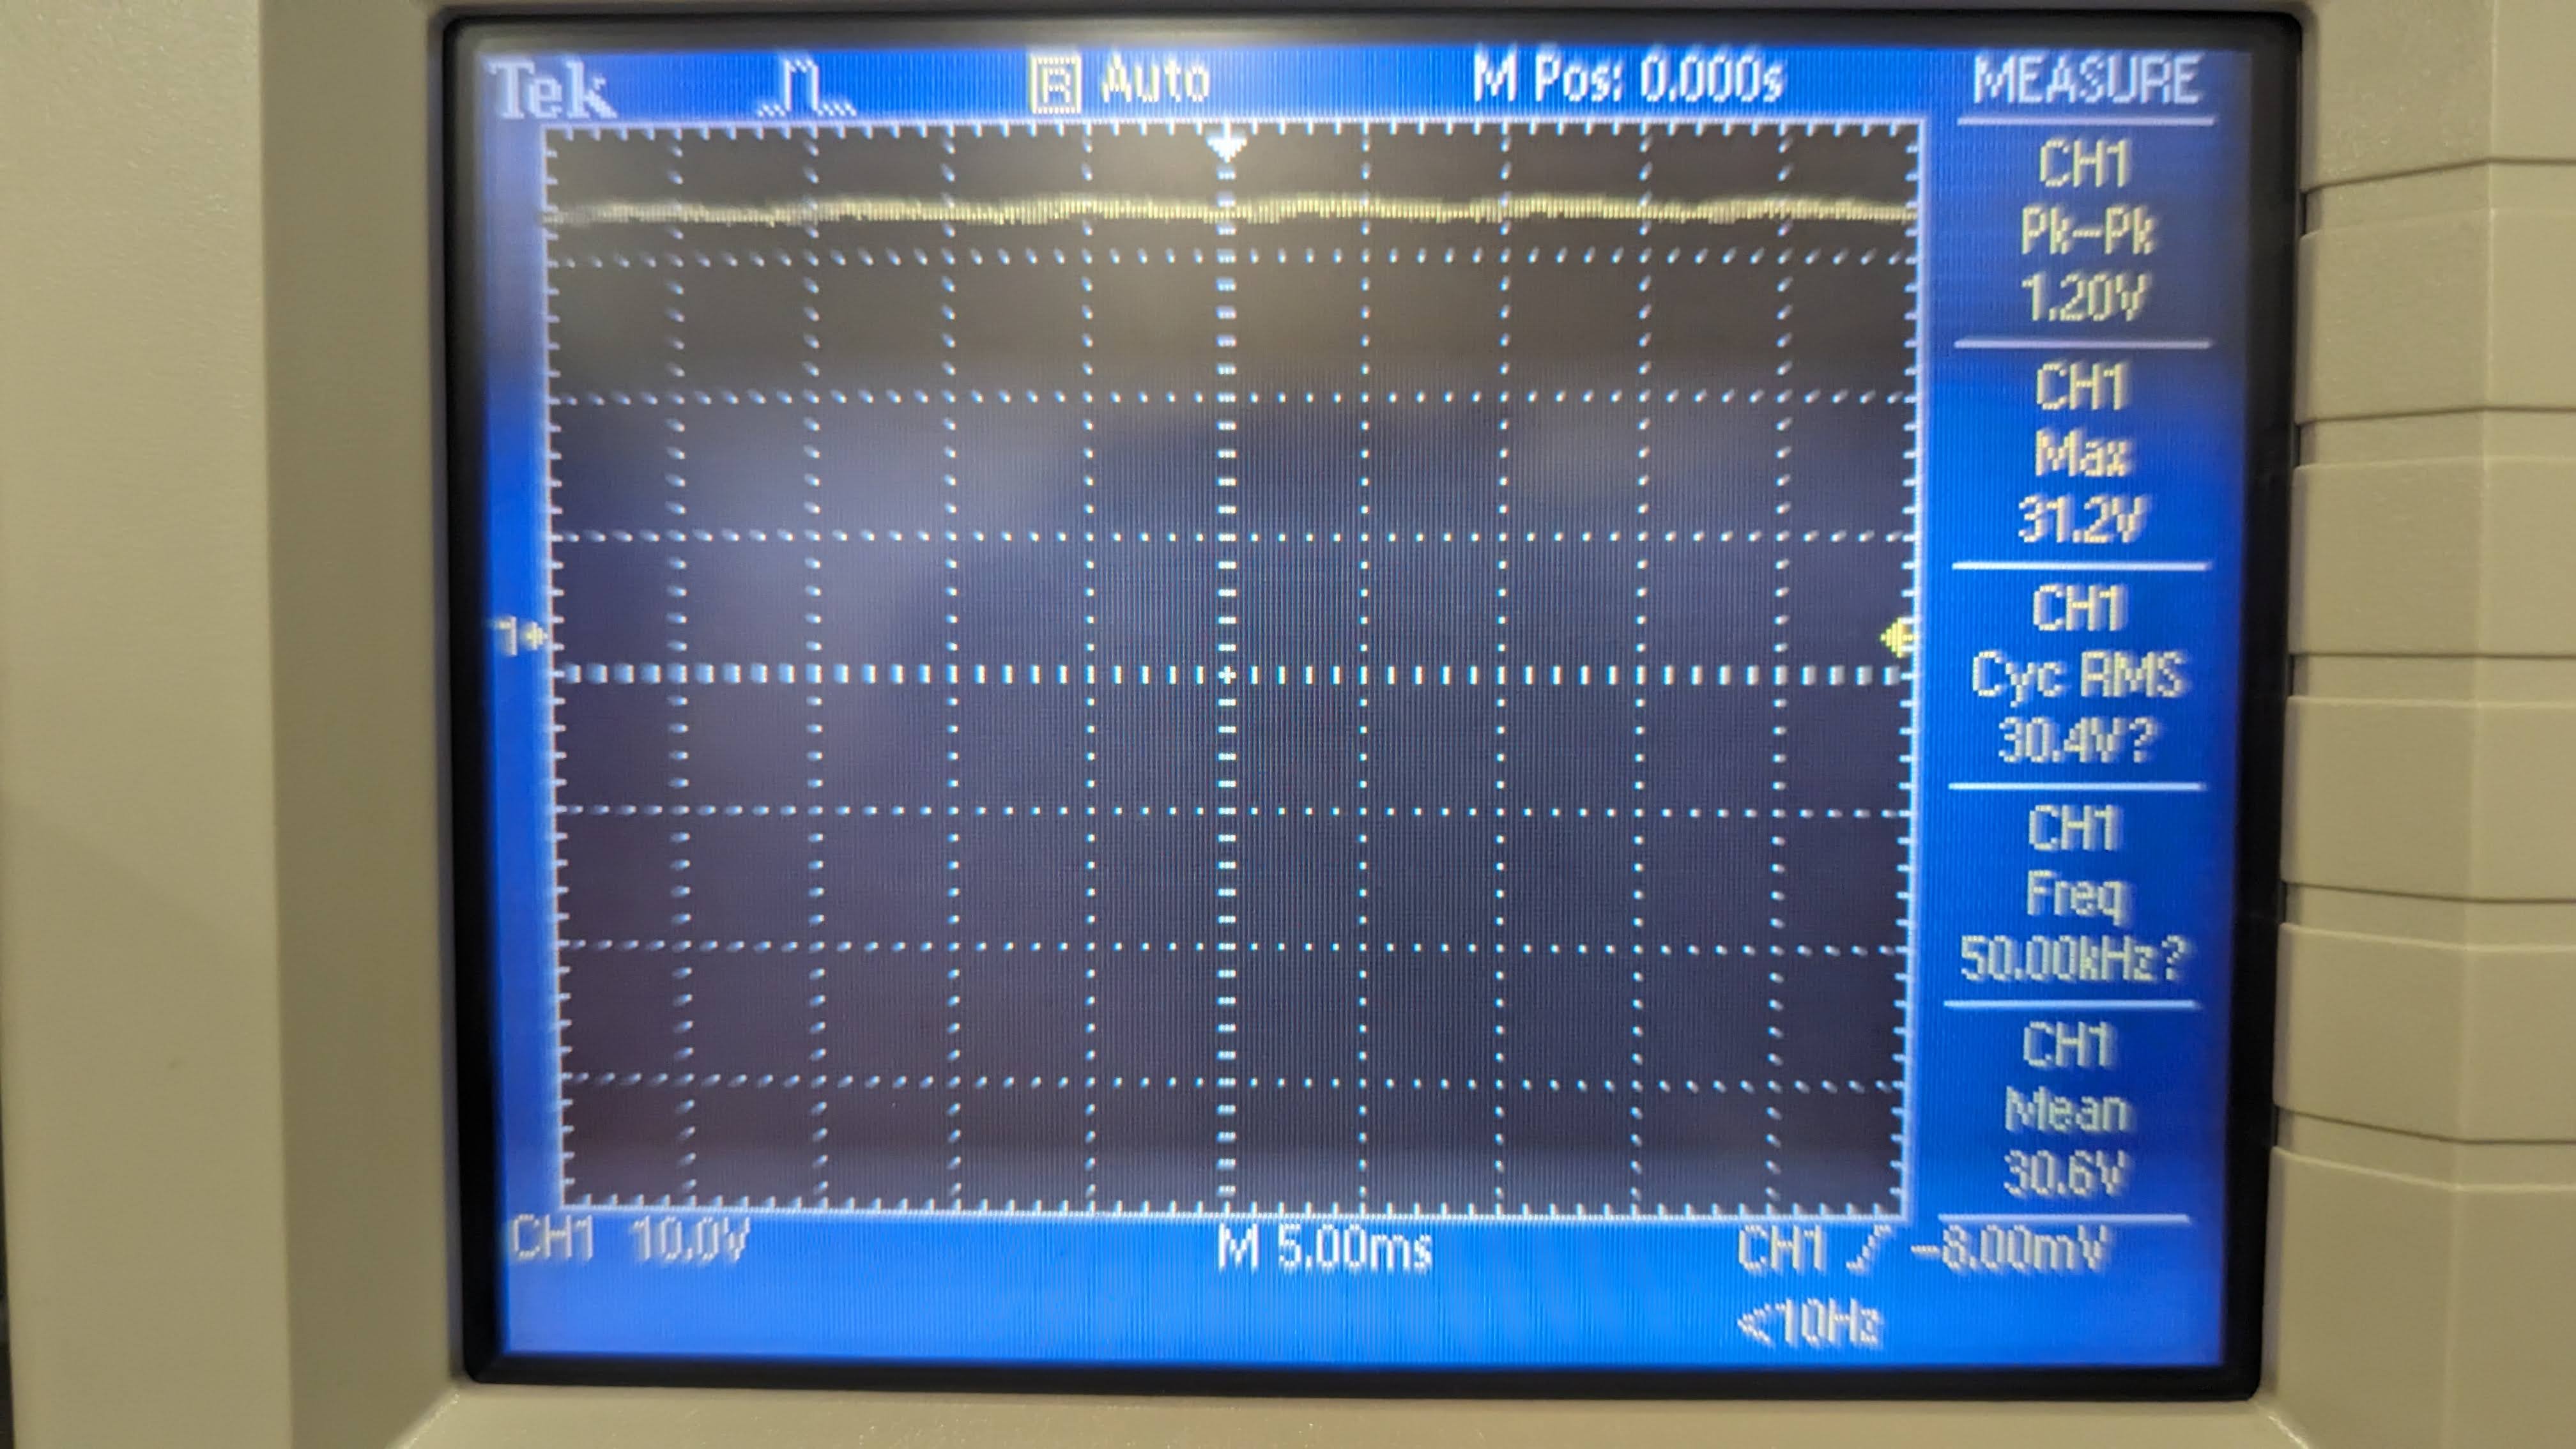 Tek R Auto M Pos: 0.000s MEASURE
CH1
Pk-Pk
1.20V
CH1
Max
31.2V
CH1
Cyc RMS
30.4V?
CH1
Freq
50.00kHz?
CH1
Mean
30.6V
1
CH1 10.0V M 5.00ms CH1 -8.00mV
<10Hz